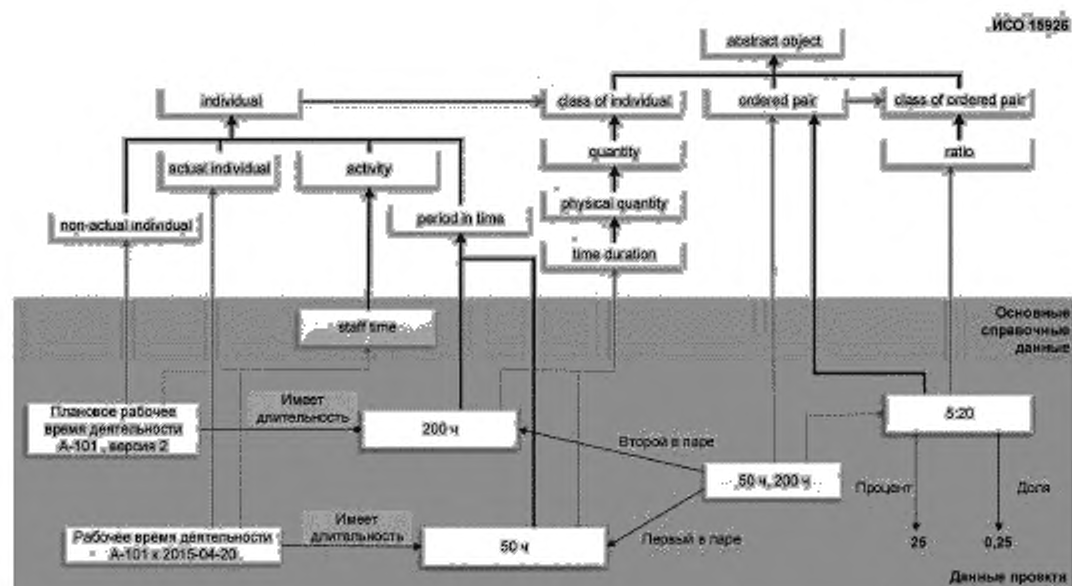 ИСО 15926
abstract object
individual
class of individual
ordered pair
class of ordered pair
actual individual
activity
quantity
ratio
non-actual individual
period in time
physical quantity
time duration
staff time
Основные
справочные
данные
Плановое рабочее
время деятельности
А-101, версия 2
Имеет
длительность
200 ч
5:20
Второй в паре
50 ч, 200 ч
Процент
Доля
Рабочее время деятельности
А-101 к 2015-04-20
Имеет
длительность
50 ч
Первый в паре
25
0,25
Данные проекта